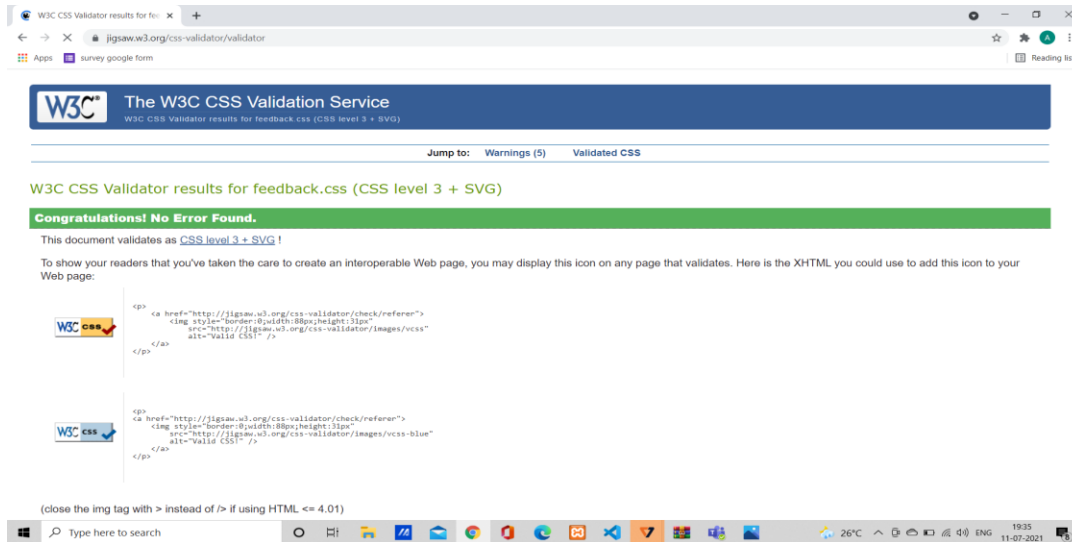 W3C CSS Validator results for fee
jigsaw.w3.org/css-validator/validator
A
Apps survey google form Reading lis
W3C® The W3C CSS Validation Service
W3C CSS Validator results for feedback.css (CSS level 3 + SVG)
Jump to: Warnings (5) Validated CSS
W3C CSS Validator results for feedback.css (CSS level 3 + SVG)
Congratulations! No Error Found.
This document validates as CSS level 3 + SVG !
To show your readers that you've taken the care to create an interoperable Web page, you may display this icon on any page that validates. Here is the XHTML you could use to add this icon to your
Web page:
<p>
<a href="http://jigsaw.w3.org/css-validator/check/referer">
<img style="border:0;width:88px;height:31px"
W3C css
src="http://jigsaw.w3.org/css-validator/images/vcss"
alt="Valid CSS!" />
</a>
</p>
<p>
<a href="http://jigsaw.w3.org/css-validator/check/referer">
<img style="border:0;width:88px;height:31px"
W3C css
src="http://jigsaw.w3.org/css-validator/images/vcss-blue"
alt="Valid CSS!" />
</a>
</p>
(close the img tag with > instead of /> if using HTML <= 4.01)
Type here to search 26°C ENG 19:35
11-07-2021